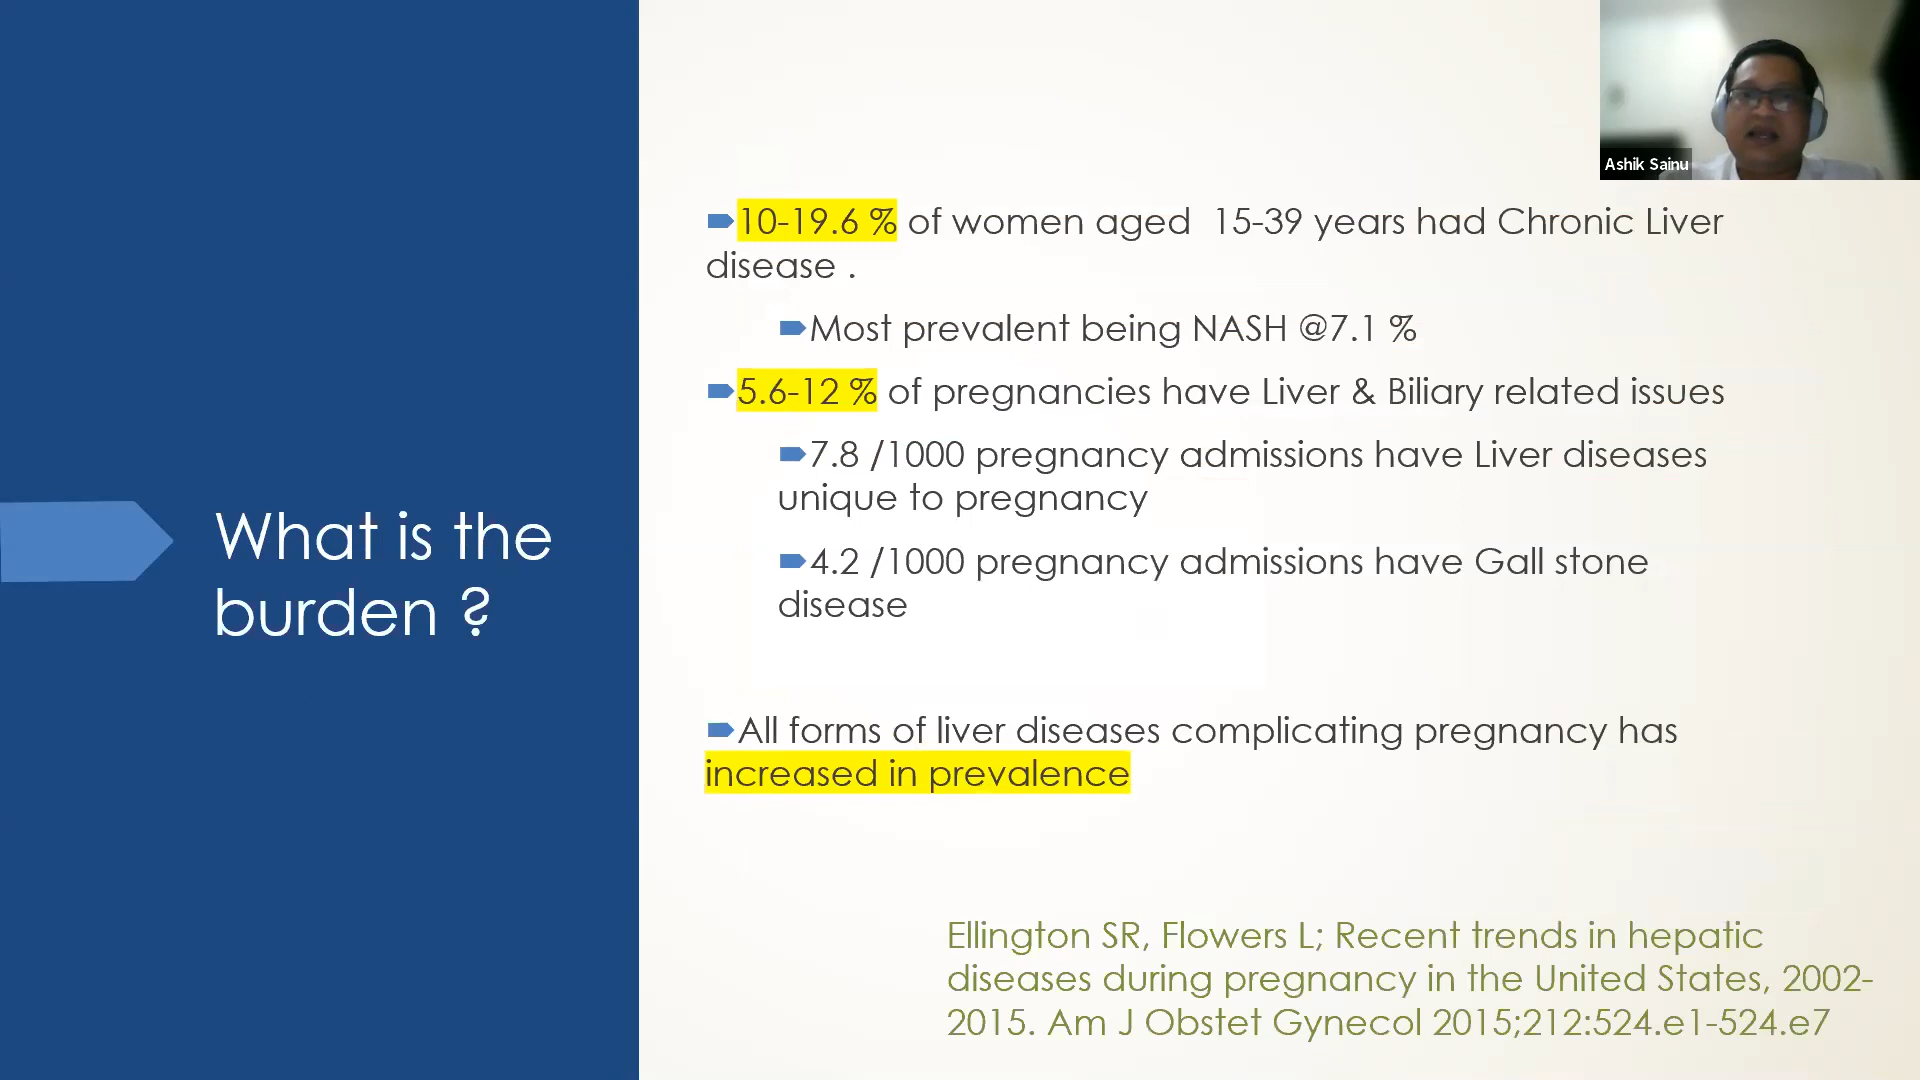 Ashik Sainu
What is the
burden ?
10-19.6 % of women aged 15-39 years had Chronic Liver
disease .
Most prevalent being NASH @7.1 %
5.6-12 % of pregnancies have Liver & Biliary related issues
7.8 /1000 pregnancy admissions have Liver diseases
unique to pregnancy
4.2 /1000 pregnancy admissions have Gall stone
disease
All forms of liver diseases complicating pregnancy has
increased in prevalence
Ellington SR, Flowers L; Recent trends in hepatic
diseases during pregnancy in the United States, 2002-
2015. Am J Obstet Gynecol 2015;212:524.e1-524.e7